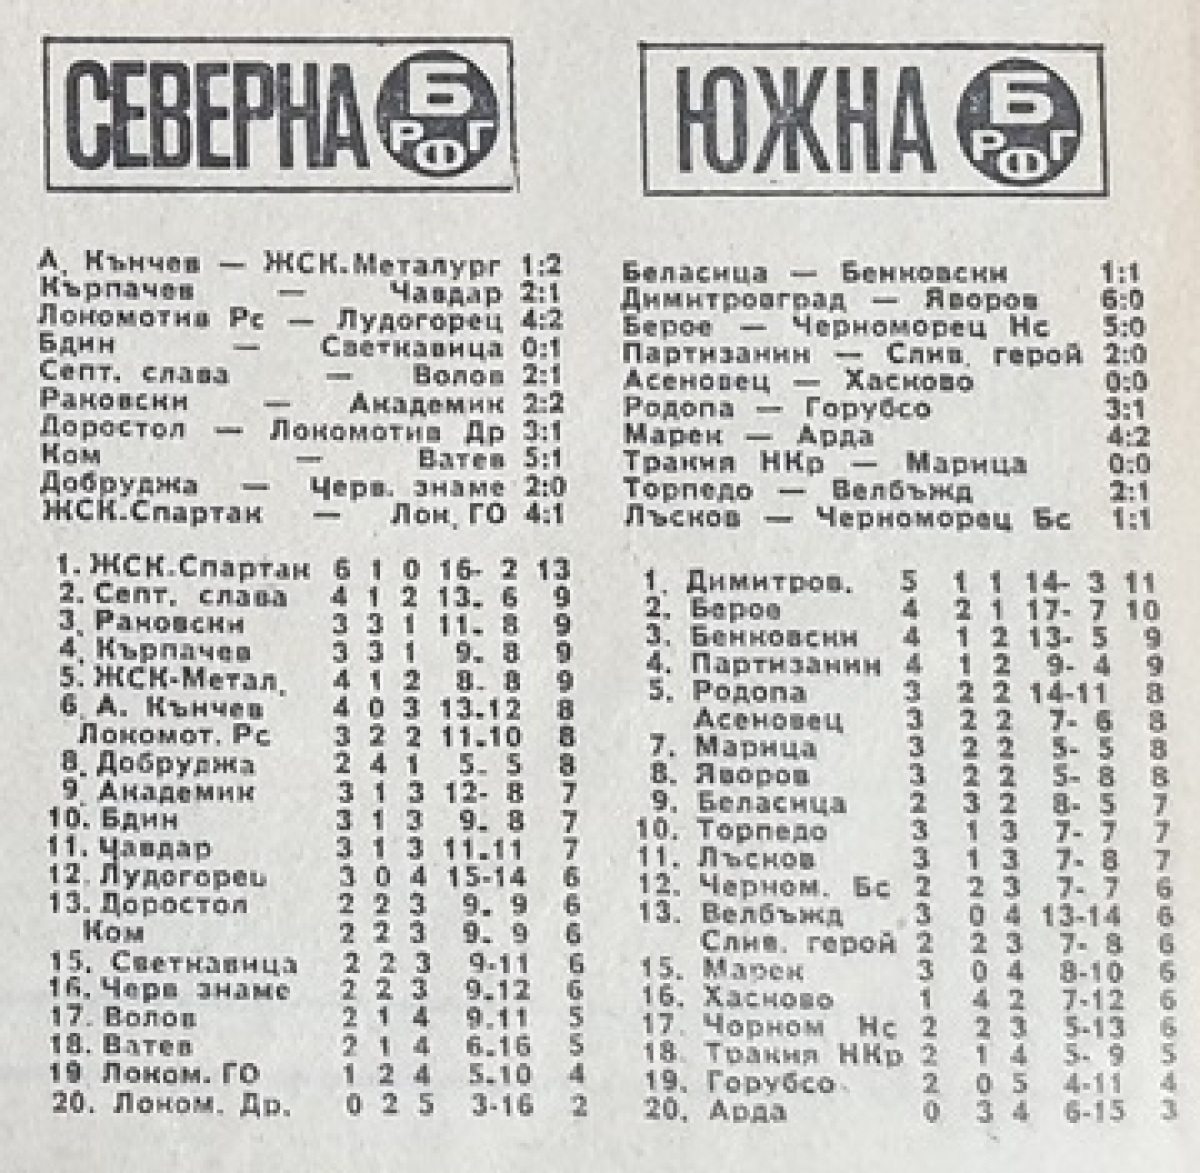 СЕВЕРНА Б РФГ
А. Кънчев — ЖСК.Металург 1:2
Кърпачев — Чавдар 2:1
Локомотив Рс — Лудогорец 4:2
Бдин — Светкавица 0:1
Септ. слава — Волов 2:1
Раковски — Академик 2:2
Доростол — Локомотив Др 3:1
Ком — Ватев 5:1
Добруджа — Черв. знаме 2:0
ЖСК.Спартак — Лок. ГО 4:1
1. ЖСК.Спартак 6 1 0 16- 2 13
2. Септ. слава 4 1 2 13- 6 9
3. Раковски 3 3 1 11- 8 9
4. Кърпачев 3 3 1 9- 8 9
5. ЖСК-Метал. 4 1 2 8- 8 9
6. А. Кънчев 4 0 3 13-12 8
Локомот. Рс 3 2 2 11-10 8
8. Добруджа 2 4 1 5- 5 8
9. Академик 3 1 3 12- 8 7
10. Бдин 3 1 3 9- 8 7
11. Чавдар 3 1 3 11-11 7
12. Лудогорец 3 0 4 15-14 6
13. Доростол 2 2 3 9- 9 6
Ком 2 2 3 9- 9 6
15. Светкавица 2 2 3 9-11 6
16. Черв знаме 2 2 3 9-12 6
17. Волов 2 1 4 9-11 5
18. Ватев 2 1 4 6-16 5
19. Локом. ГО 1 2 4 5-10 4
20. Локом. Др. 0 2 5 3-16 2
ЮЖНА Б РФГ
Беласица — Бенковски 1:1
Димитровград — Яворов 6:0
Берое — Черноморец Нс 5:0
Партизанин — Слив. герой 2:0
Асеновец — Хасково 0:0
Родопа — Горубсо 3:1
Марек — Арда 4:2
Тракия НКр — Марица 0:0
Торпедо — Велбъжд 2:1
Лъсков — Черноморец Бс 1:1
1. Димитров. 5 1 1 14- 3 11
2. Берое 4 2 1 17- 7 10
3. Бенковски 4 1 2 13- 5 9
4. Партизанин 4 1 2 9- 4 9
5. Родопа 3 2 2 14-11 8
Асеновец 3 2 2 7- 6 8
7. Марица 3 2 2 5- 5 8
8. Яворов 3 2 2 5- 8 8
9. Беласица 2 3 2 8- 5 7
10. Торпедо 3 1 3 7- 7 7
11. Лъсков 3 1 3 7- 8 7
12. Черном. Бс 2 2 3 7- 7 6
13. Велбъжд 3 0 4 13-14 6
Слив. герой 2 2 3 7- 8 6
15. Марек 3 0 4 8-10 6
16. Хасково 1 4 2 7-12 6
17. Чорном Нс 2 2 3 5-13 6
18. Тракия НКр 2 1 4 5- 9 5
19. Горубсо 2 0 5 4-11 4
20. Арда 0 3 4 6-15 3